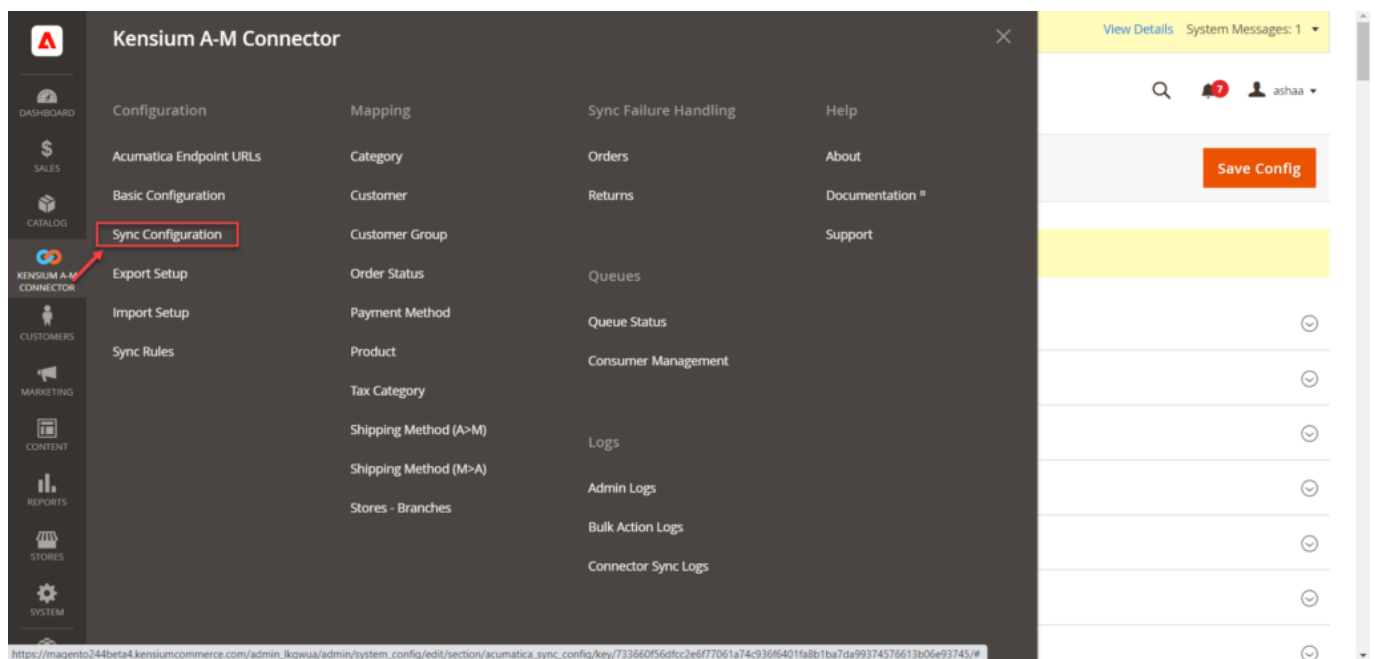 View Details System Messages: 1
Kensium A-M Connector
7
ashaa
Save Config
DASHBOARD
SALES
CATALOG
KENSIUM A-M
CONNECTOR
CUSTOMERS
MARKETING
CONTENT
REPORTS
STORES
SYSTEM
Configuration
Acumatica Endpoint URLs
Basic Configuration
Sync Configuration
Export Setup
Import Setup
Sync Rules
Mapping
Category
Customer
Customer Group
Order Status
Payment Method
Product
Tax Category
Shipping Method (A>M)
Shipping Method (M>A)
Stores - Branches
Sync Failure Handling
Orders
Returns
Queues
Queue Status
Consumer Management
Logs
Admin Logs
Bulk Action Logs
Connector Sync Logs
Help
About
Documentation
Support
https://magento244beta4.kensiumcommerce.com/admin_lkqwua/admin/system_config/edit/section/acumatica_sync_config/key/733660f56dfcc2e6f77061a74c936f6401fa8b1ba7da99374576613b06e93745/#